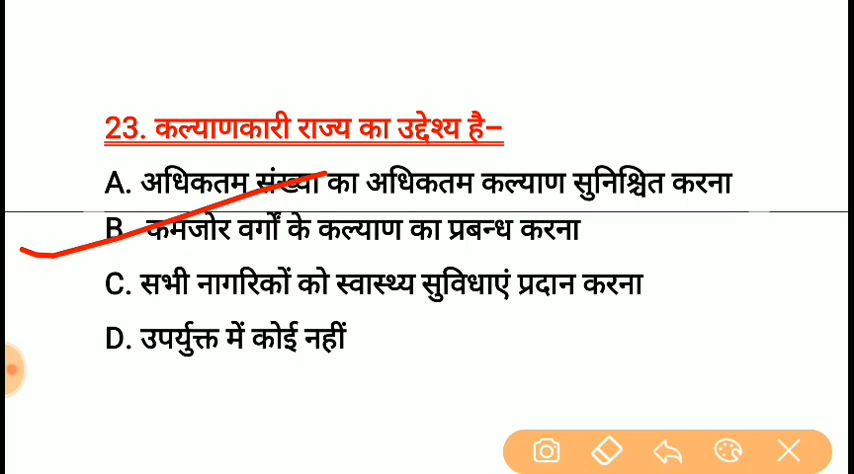 23. कल्याणकारी राज्य का उद्देश्य है–
A. अधिकतम संख्या का अधिकतम कल्याण सुनिश्चित करना
B. कमजोर वर्गों के कल्याण का प्रबन्ध करना
C. सभी नागरिकों को स्वास्थ्य सुविधाएं प्रदान करना
D. उपर्युक्त में कोई नहीं